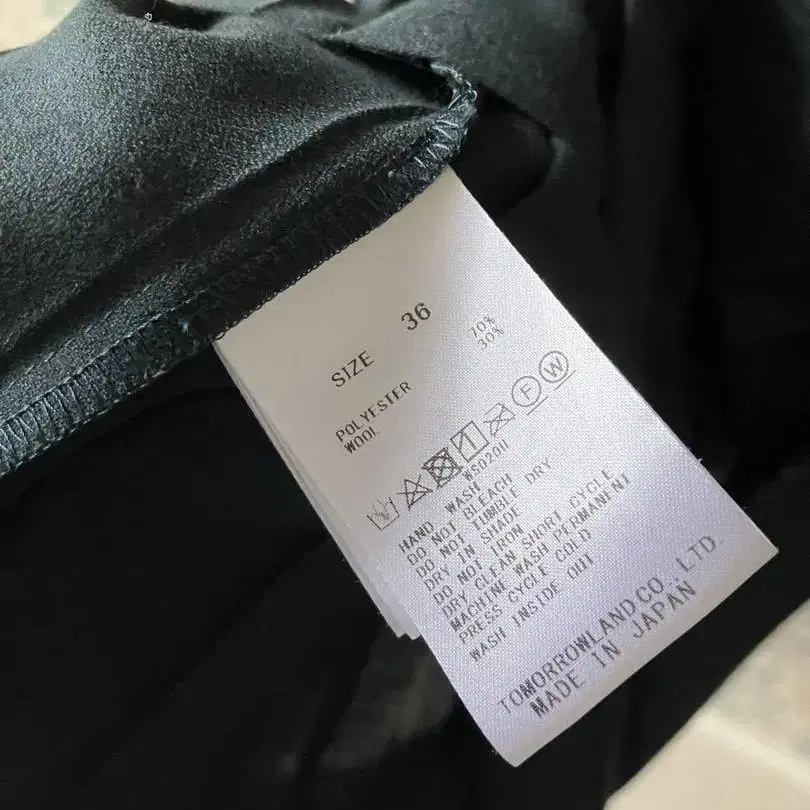 SIZE 36
POLYESTER 70%
WOOL 30%
F W
WS02011
HAND WASH
DO NOT BLEACH
DO NOT TUMBLE DRY
DRY IN SHADE
DO NOT IRON
DRY CLEAN SHORT CYCLE
MACHINE WASH PERMANENT
PRESS CYCLE COLD
WASH INSIDE OUT
TOMORROWLAND CO., LTD.
MADE IN JAPAN